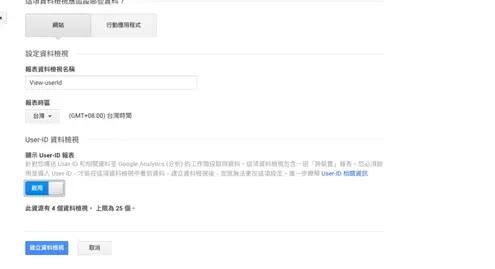 這項資料檢視應追蹤哪些資料？
網站
行動應用程式
設定資料檢視
報表資料檢視名稱
View-userId
報表時區
台灣
(GMT+08:00) 台灣時間
User-ID 資料檢視
顯示 User-ID 報表
針對您傳送 User-ID 和相關資料至 Google Analytics (分析) 的工作階段取得資料。這項資料檢視包含一組「跨裝置」報表。您必須啟
用並導入 User-ID，才能在這項資料檢視中看到資料。建立資料檢視後，您就無法更改這項設定。進一步瞭解 User-ID 相關資訊
啟用
此資源有 4 個資料檢視。上限為 25 個。
建立資料檢視
取消